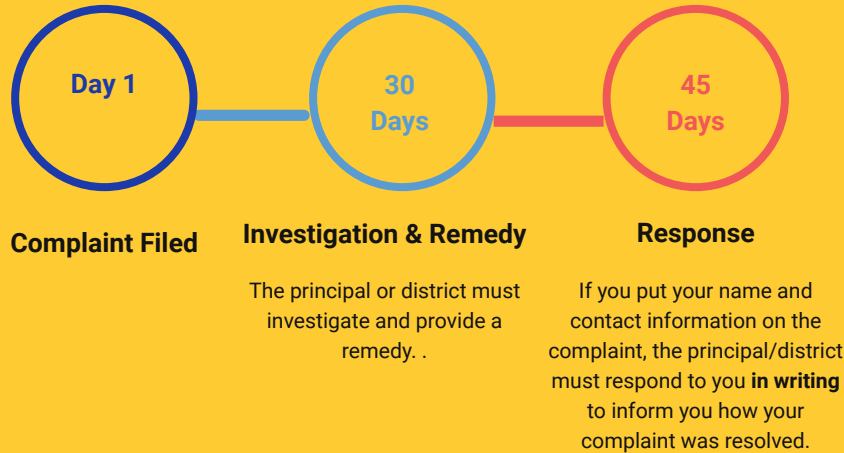 Day 1
30
Days
45
Days
Complaint Filed
Investigation & Remedy
The principal or district must
investigate and provide a
remedy. .
Response
If you put your name and
contact information on the
complaint, the principal/district
must respond to you in writing
to inform you how your
complaint was resolved.